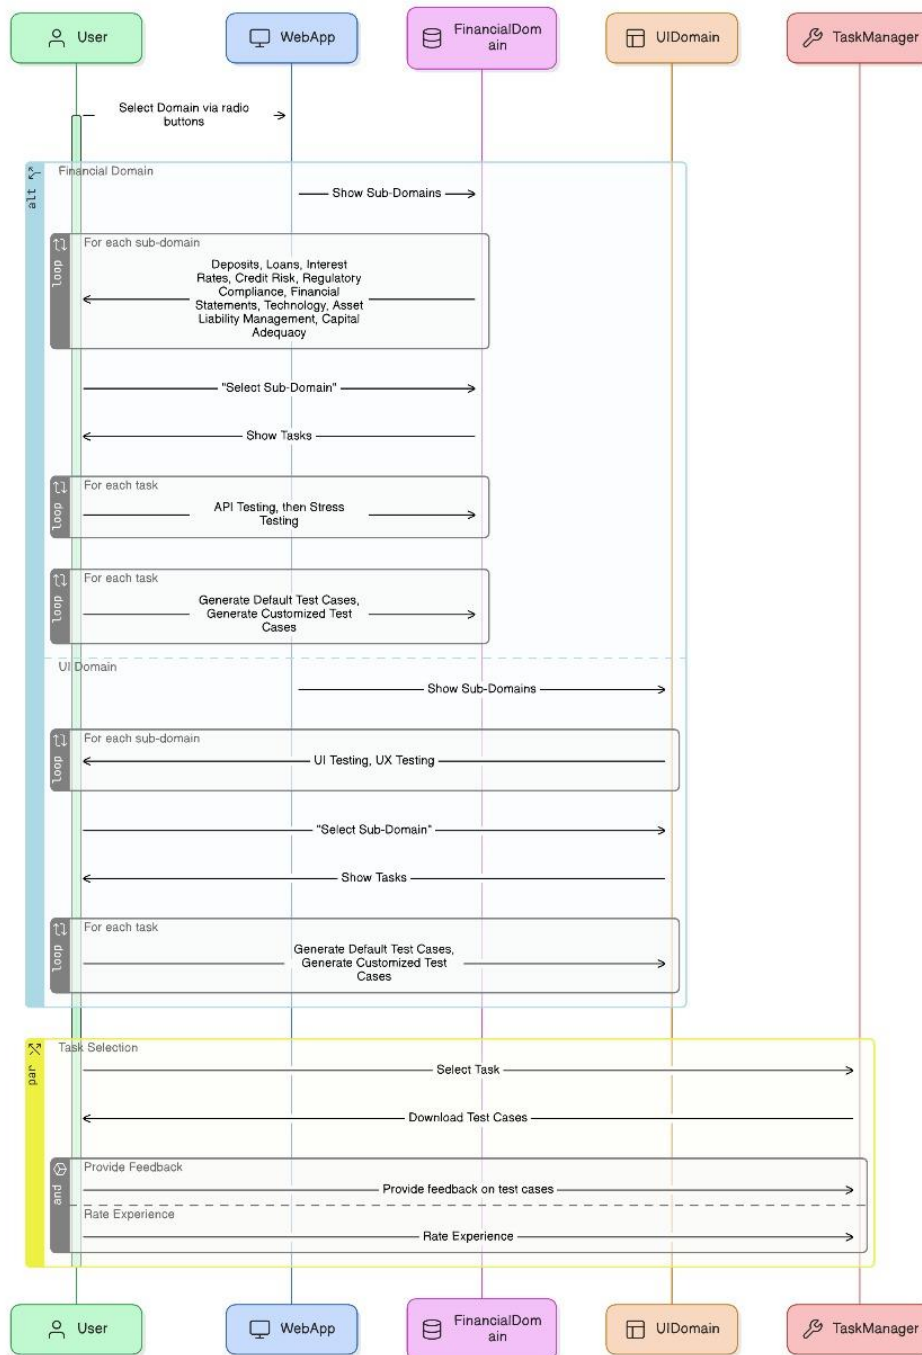 User
WebApp
FinancialDom
ain
UIDomain
TaskManager
Select Domain via radio
buttons
alt
Financial Domain
Show Sub-Domains
loop
For each sub-domain
Deposits, Loans, Interest
Rates, Credit Risk, Regulatory
Compliance, Financial
Statements, Technology, Asset
Liability Management, Capital
Adequacy
"Select Sub-Domain"
Show Tasks
loop
For each task
API Testing, then Stress
Testing
loop
For each task
Generate Default Test Cases,
Generate Customized Test
Cases
UI Domain
Show Sub-Domains
loop
For each sub-domain
UI Testing, UX Testing
"Select Sub-Domain"
Show Tasks
loop
For each task
Generate Default Test Cases,
Generate Customized Test
Cases
par
Task Selection
Select Task
Download Test Cases
and
Provide Feedback
Provide feedback on test cases
Rate Experience
Rate Experience
User
WebApp
FinancialDom
ain
UIDomain
TaskManager